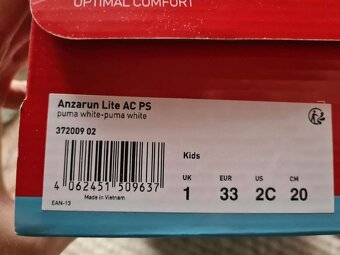 OPTIMAL COMFORT
Anzarun Lite AC PS
puma white-puma white
372009 02
Kids
UK EUR US CM
1 33 2C 20
4 062451 509637
Made in Vietnam
EAN-13